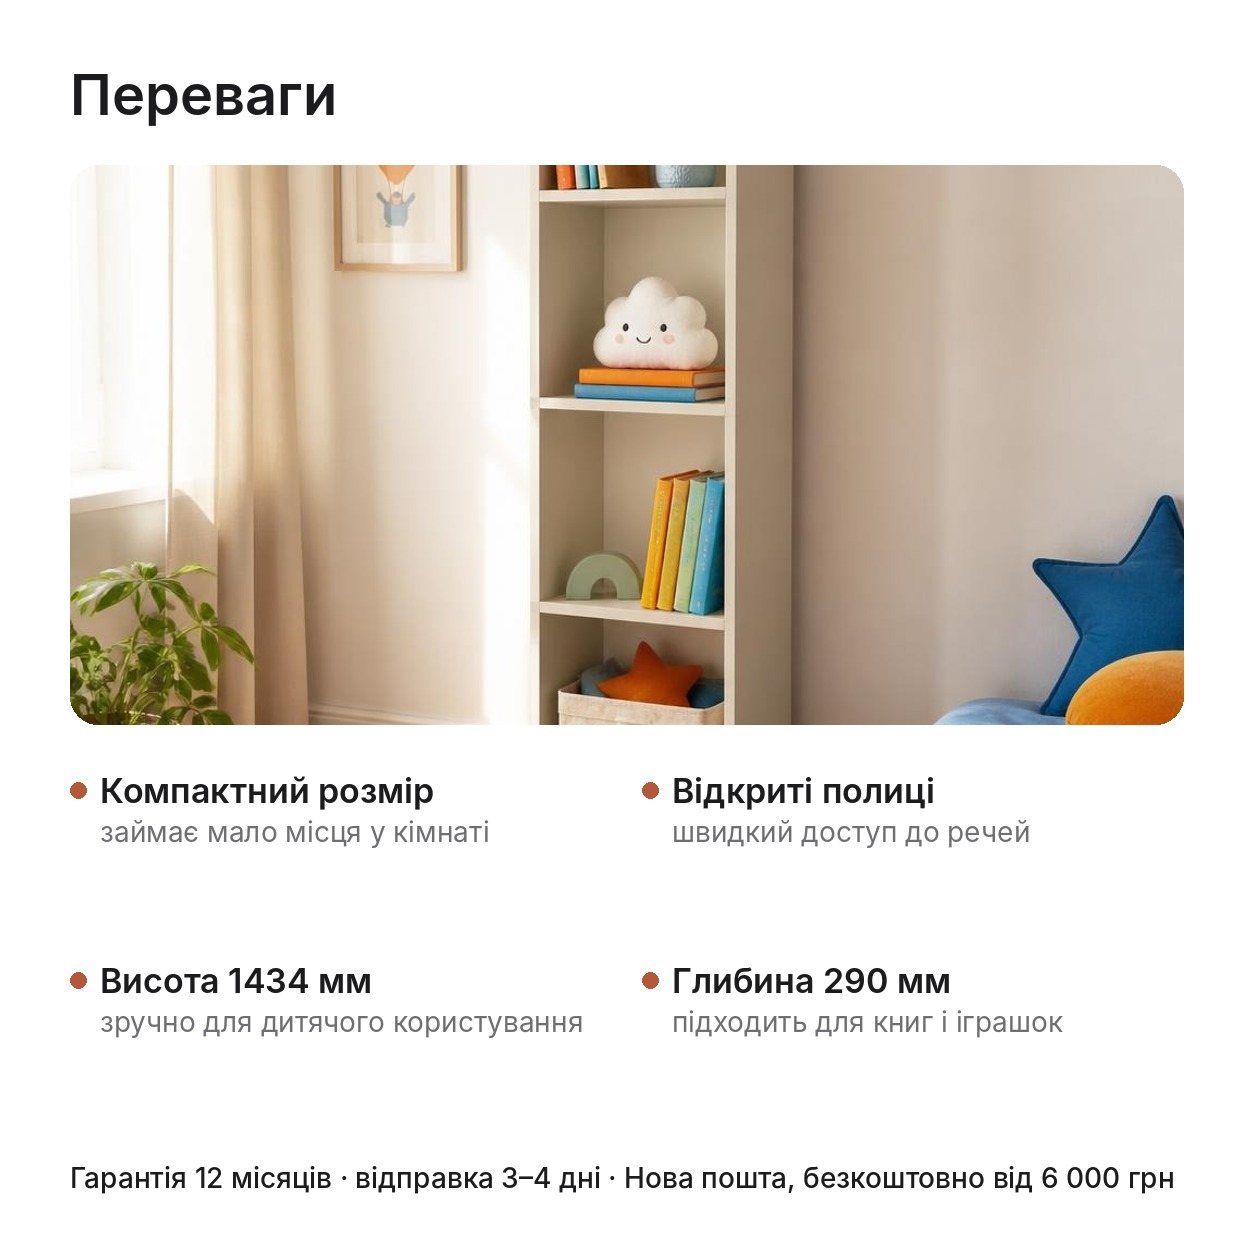 Переваги
Компактний розмір
займає мало місця у кімнаті
Відкриті полиці
швидкий доступ до речей
Висота 1434 мм
зручно для дитячого користування
Глибина 290 мм
підходить для книг і іграшок
Гарантія 12 місяців · відправка 3–4 дні · Нова пошта, безкоштовно від 6 000 грн